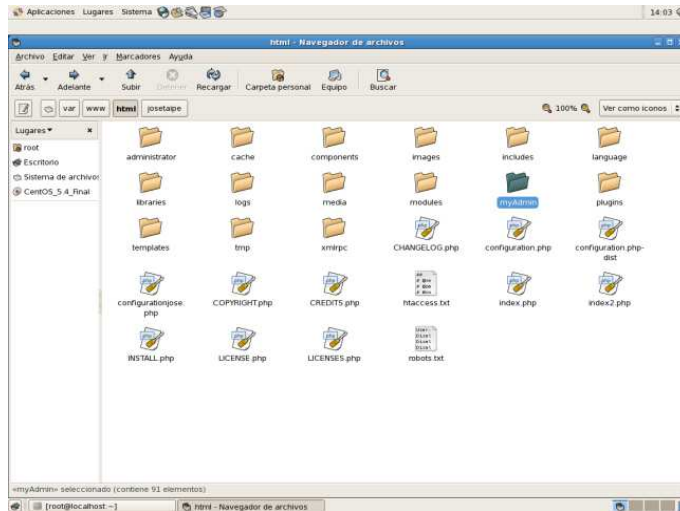 Aplicaciones Lugares Sistema 14:03
html - Navegador de archivos
Archivo Editar Ver Ir Marcadores Ayuda
Atrás Adelante Subir Detener Recargar Carpeta personal Equipo Buscar
var www html josetaipe 100% Ver como iconos
Lugares
root
Escritorio
Sistema de archivos
CentOS_5.4_Final
administrator cache components images includes language
libraries logs media modules myAdmin plugins
templates tmp xmlrpc CHANGELOG.php configuration.php configuration.php-
dist
configurationjose.
php
COPYRIGHT.php CREDITS.php htaccess.txt index.php index2.php
INSTALL.php LICENSE.php LICENSES.php robots.txt
«myAdmin» seleccionado (contiene 91 elementos)
[root@localhost:~] html - Navegador de archivos